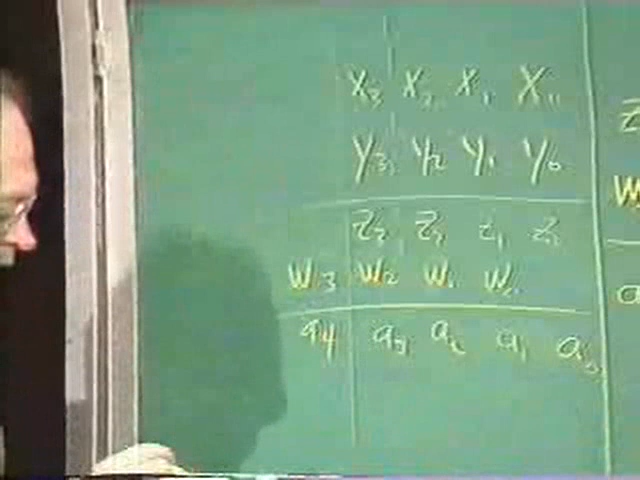 x₃ x₂ x₁ x₀
y₃ y₂ y₁ y₀
z₃ z₂ z₁ z₀
w₃ w₂ w₁ w₀
a₄ a₃ a₂ a₁ a₀
z
w
a